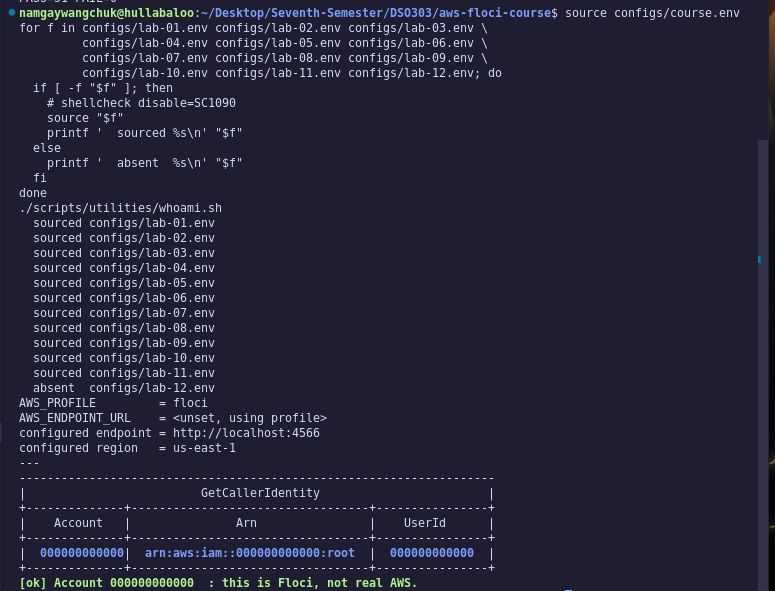 namgaywangchuk@hullabaloo:~/Desktop/Seventh-Semester/DSO303/aws-floci-course$ source configs/course.env
for f in configs/lab-01.env configs/lab-02.env configs/lab-03.env \
         configs/lab-04.env configs/lab-05.env configs/lab-06.env \
         configs/lab-07.env configs/lab-08.env configs/lab-09.env \
         configs/lab-10.env configs/lab-11.env configs/lab-12.env; do
  if [ -f "$f" ]; then
    # shellcheck disable=SC1090
    source "$f"
    printf '  sourced %s\n' "$f"
  else
    printf '  absent  %s\n' "$f"
  fi
done
./scripts/utilities/whoami.sh
  sourced configs/lab-01.env
  sourced configs/lab-02.env
  sourced configs/lab-03.env
  sourced configs/lab-04.env
  sourced configs/lab-05.env
  sourced configs/lab-06.env
  sourced configs/lab-07.env
  sourced configs/lab-08.env
  sourced configs/lab-09.env
  sourced configs/lab-10.env
  sourced configs/lab-11.env
  absent  configs/lab-12.env
AWS_PROFILE         = floci
AWS_ENDPOINT_URL    = <unset, using profile>
configured endpoint = http://localhost:4566
configured region   = us-east-1
---
-------------------------------------------------------------------
|                         GetCallerIdentity                        |
+--------------+----------------------------------+----------------+
|    Account   |               Arn                |    UserId      |
+--------------+----------------------------------+----------------+
|  000000000000|  arn:aws:iam::000000000000:root  |  000000000000  |
+--------------+----------------------------------+----------------+
[ok] Account 000000000000  : this is Floci, not real AWS.